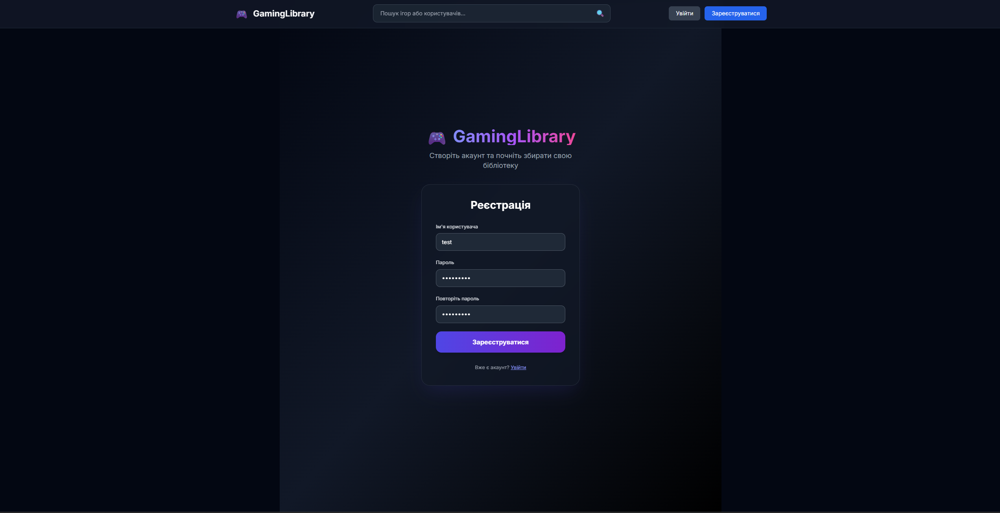 GamingLibrary
Пошук ігор або користувачів...
Увійти
Зареєструватися
GamingLibrary
Створіть акаунт та почніть збирати свою
бібліотеку
Реєстрація
Ім'я користувача
test
Пароль
•••••••••
Повторіть пароль
•••••••••
Зареєструватися
Вже є акаунт? Увійти